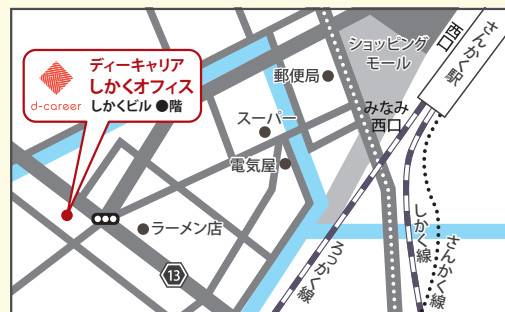 ディーキャリア
しかくオフィス
しかくビル ●階
d-career
ショッピング
モール
西口
さんかく駅
郵便局
みなみ
西口
スーパー
電気屋
ラーメン店
13
ろっかく線
しかく線
さんかく線